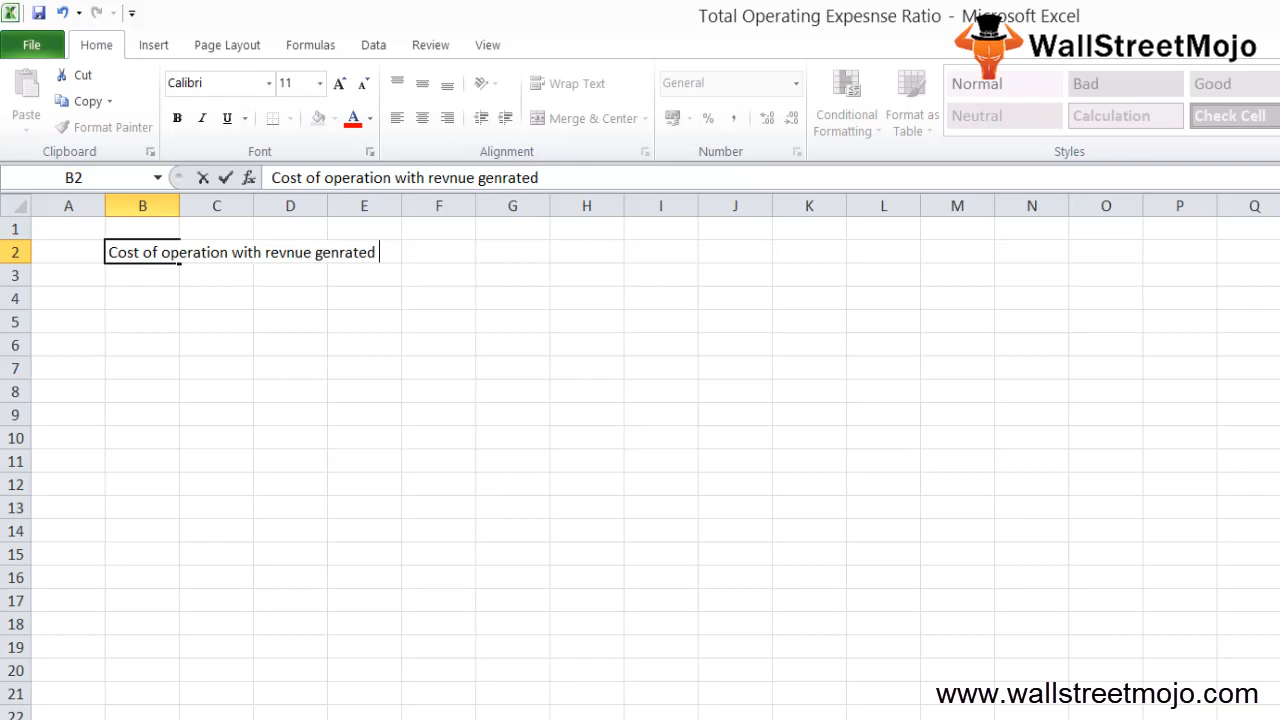 Total Operating Expesnse Ratio - Microsoft Excel
WallStreetMojo
File Home Insert Page Layout Formulas Data Review View
Cut
Copy
Format Painter
Paste
Clipboard
Calibri 11
B I U A
Font
Wrap Text
Merge & Center
Alignment
General
%
Number
Conditional Formatting
Format as Table
Normal Bad Good
Neutral Calculation Check Cell
Styles
B2 fx Cost of operation with revnue genrated
A B C D E F G H I J K L M N O P Q
1
2 Cost of operation with revnue genrated
3
4
5
6
7
8
9
10
11
12
13
14
15
16
17
18
19
20
21
22
www.wallstreetmojo.com